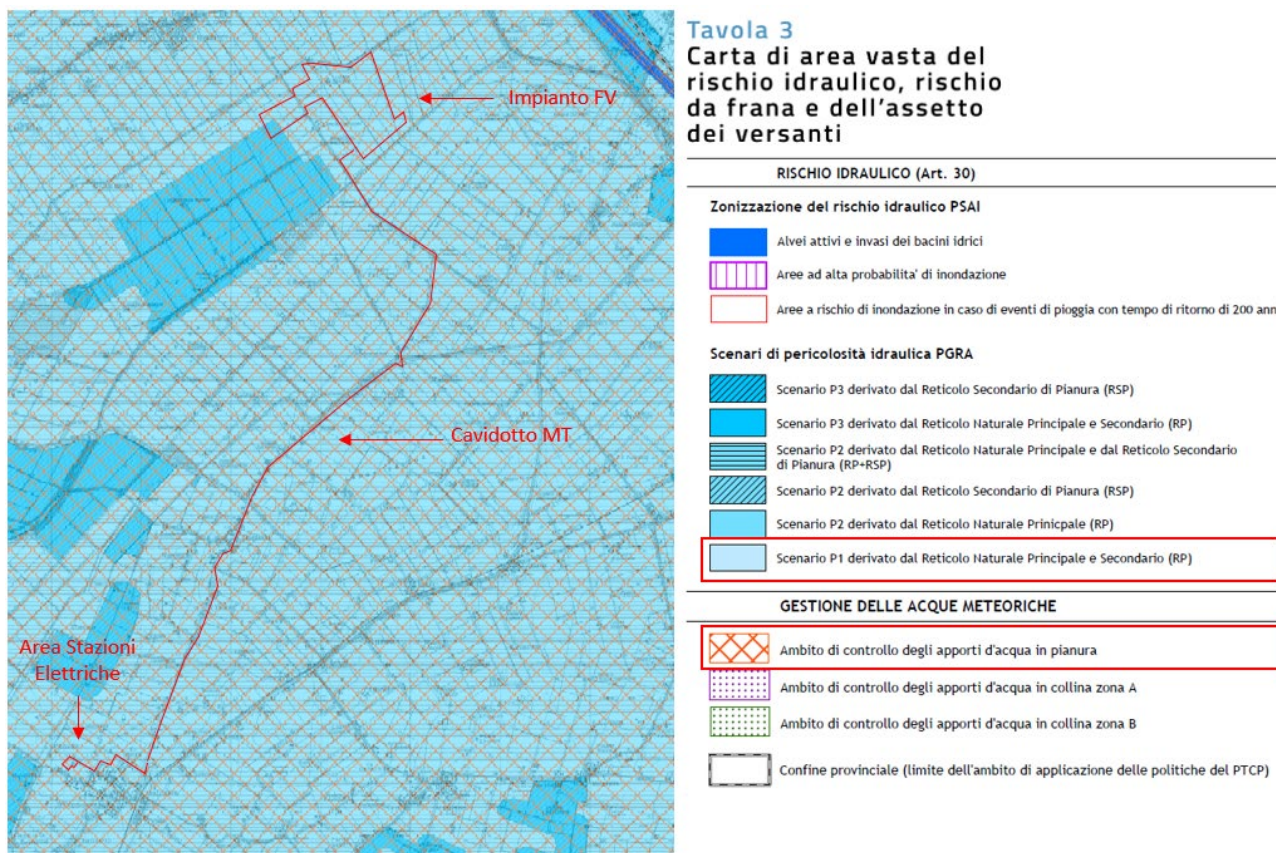 Impianto FV
Cavidotto MT
Area Stazioni
Elettriche
Tavola 3
Carta di area vasta del
rischio idraulico, rischio
da frana e dell'assetto
dei versanti
RISCHIO IDRAULICO (Art. 30)
Zonizzazione del rischio idraulico PSAI
Alvei attivi e invasi dei bacini idrici
Aree ad alta probabilita' di inondazione
Aree a rischio di inondazione in caso di eventi di pioggia con tempo di ritorno di 200 ann
Scenari di pericolosità idraulica PGRA
Scenario P3 derivato dal Reticolo Secondario di Pianura (RSP)
Scenario P3 derivato dal Reticolo Naturale Principale e Secondario (RP)
Scenario P2 derivato dal Reticolo Naturale Principale e dal Reticolo Secondario
di Pianura (RP+RSP)
Scenario P2 derivato dal Reticolo Secondario di Pianura (RSP)
Scenario P2 derivato dal Reticolo Naturale Prinicpale (RP)
Scenario P1 derivato dal Reticolo Naturale Principale e Secondario (RP)
GESTIONE DELLE ACQUE METEORICHE
Ambito di controllo degli apporti d'acqua in pianura
Ambito di controllo degli apporti d'acqua in collina zona A
Ambito di controllo degli apporti d'acqua in collina zona B
Confine provinciale (limite dell'ambito di applicazione delle politiche del PTCP)